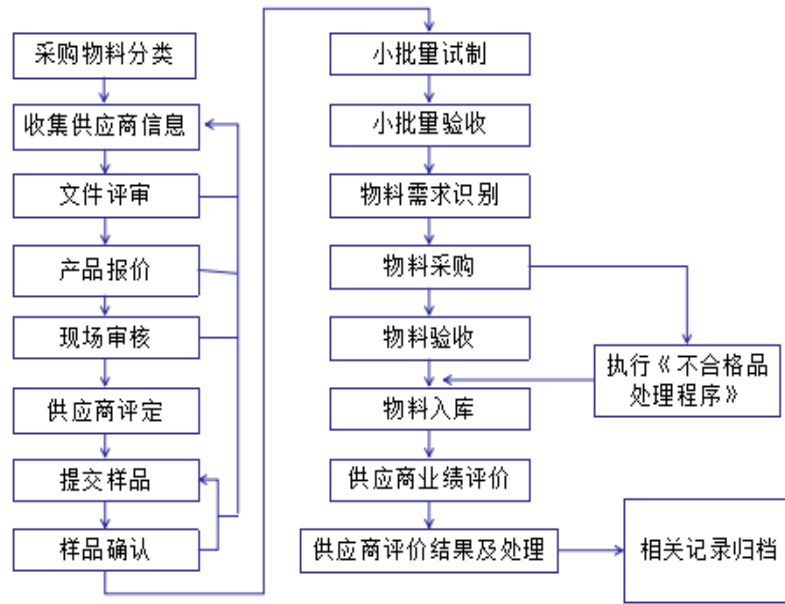 采购物料分类
收集供应商信息
文件评审
产品报价
现场审核
供应商评定
提交样品
样品确认
小批量试制
小批量验收
物料需求识别
物料采购
物料验收
执行《不合格品
处理程序》
物料入库
供应商业绩评价
供应商评价结果及处理
相关记录归档